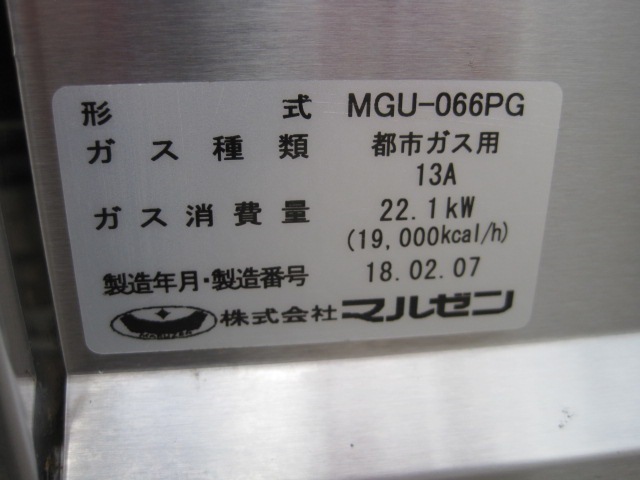 形式 MGU-066PG
ガス種類 都市ガス用
13A
ガス消費量 22.1kW
(19,000kcal/h)
製造年月・製造番号 18.02.07
MARUZEN 株式会社マルゼン